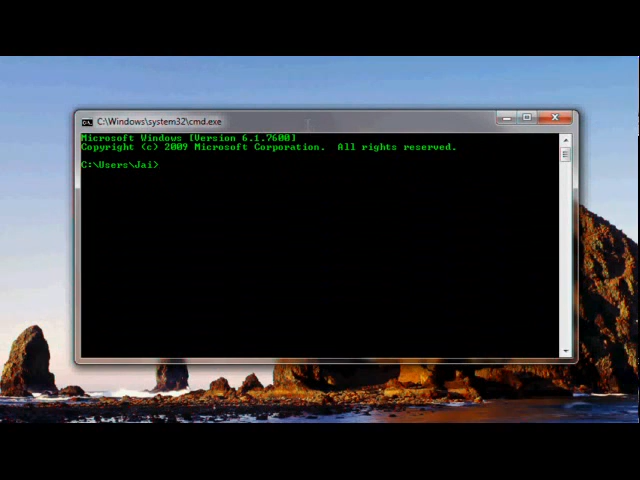 C:\Windows\system32\cmd.exe
Microsoft Windows [Version 6.1.7600]
Copyright (c) 2009 Microsoft Corporation.  All rights reserved.
C:\Users\Jai>